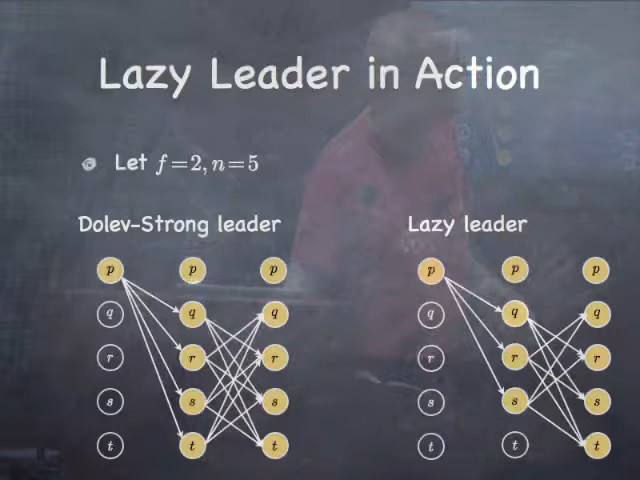 Lazy Leader in Action
Let f=2, n=5
Dolev-Strong leader
Lazy leader
p p p p p p
q q q q q q
r r r r r r
s s s s s s
t t t t t t